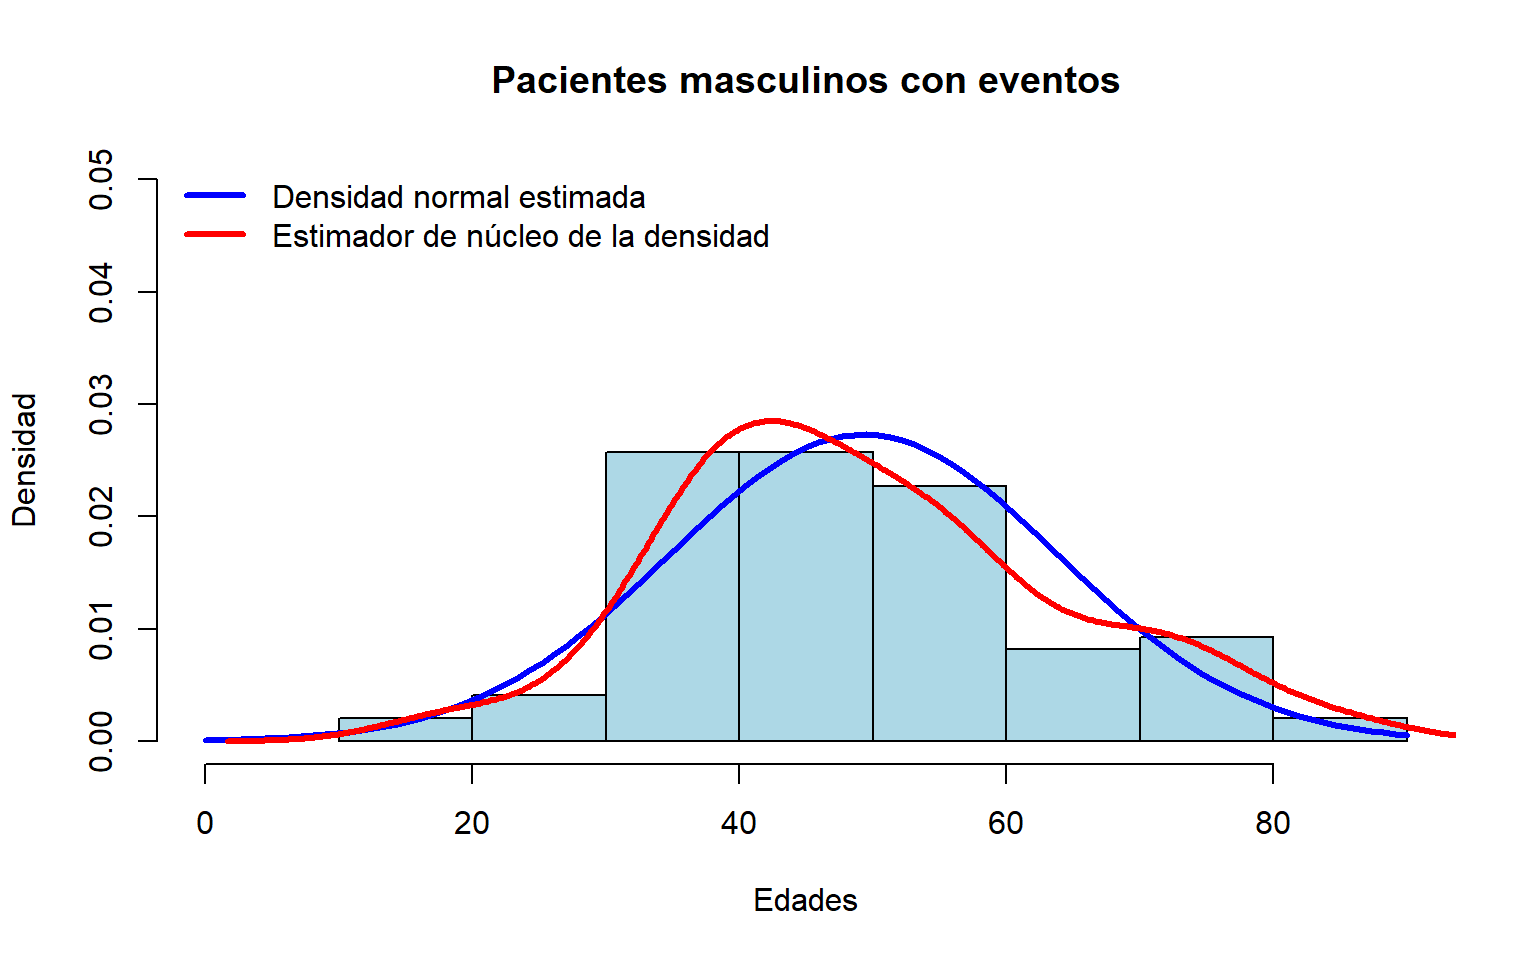 Pacientes masculinos con eventos
Densidad normal estimada
Estimador de núcleo de la densidad
Densidad
0.05
0.04
0.03
0.02
0.01
0.00
0 20 40 60 80
Edades